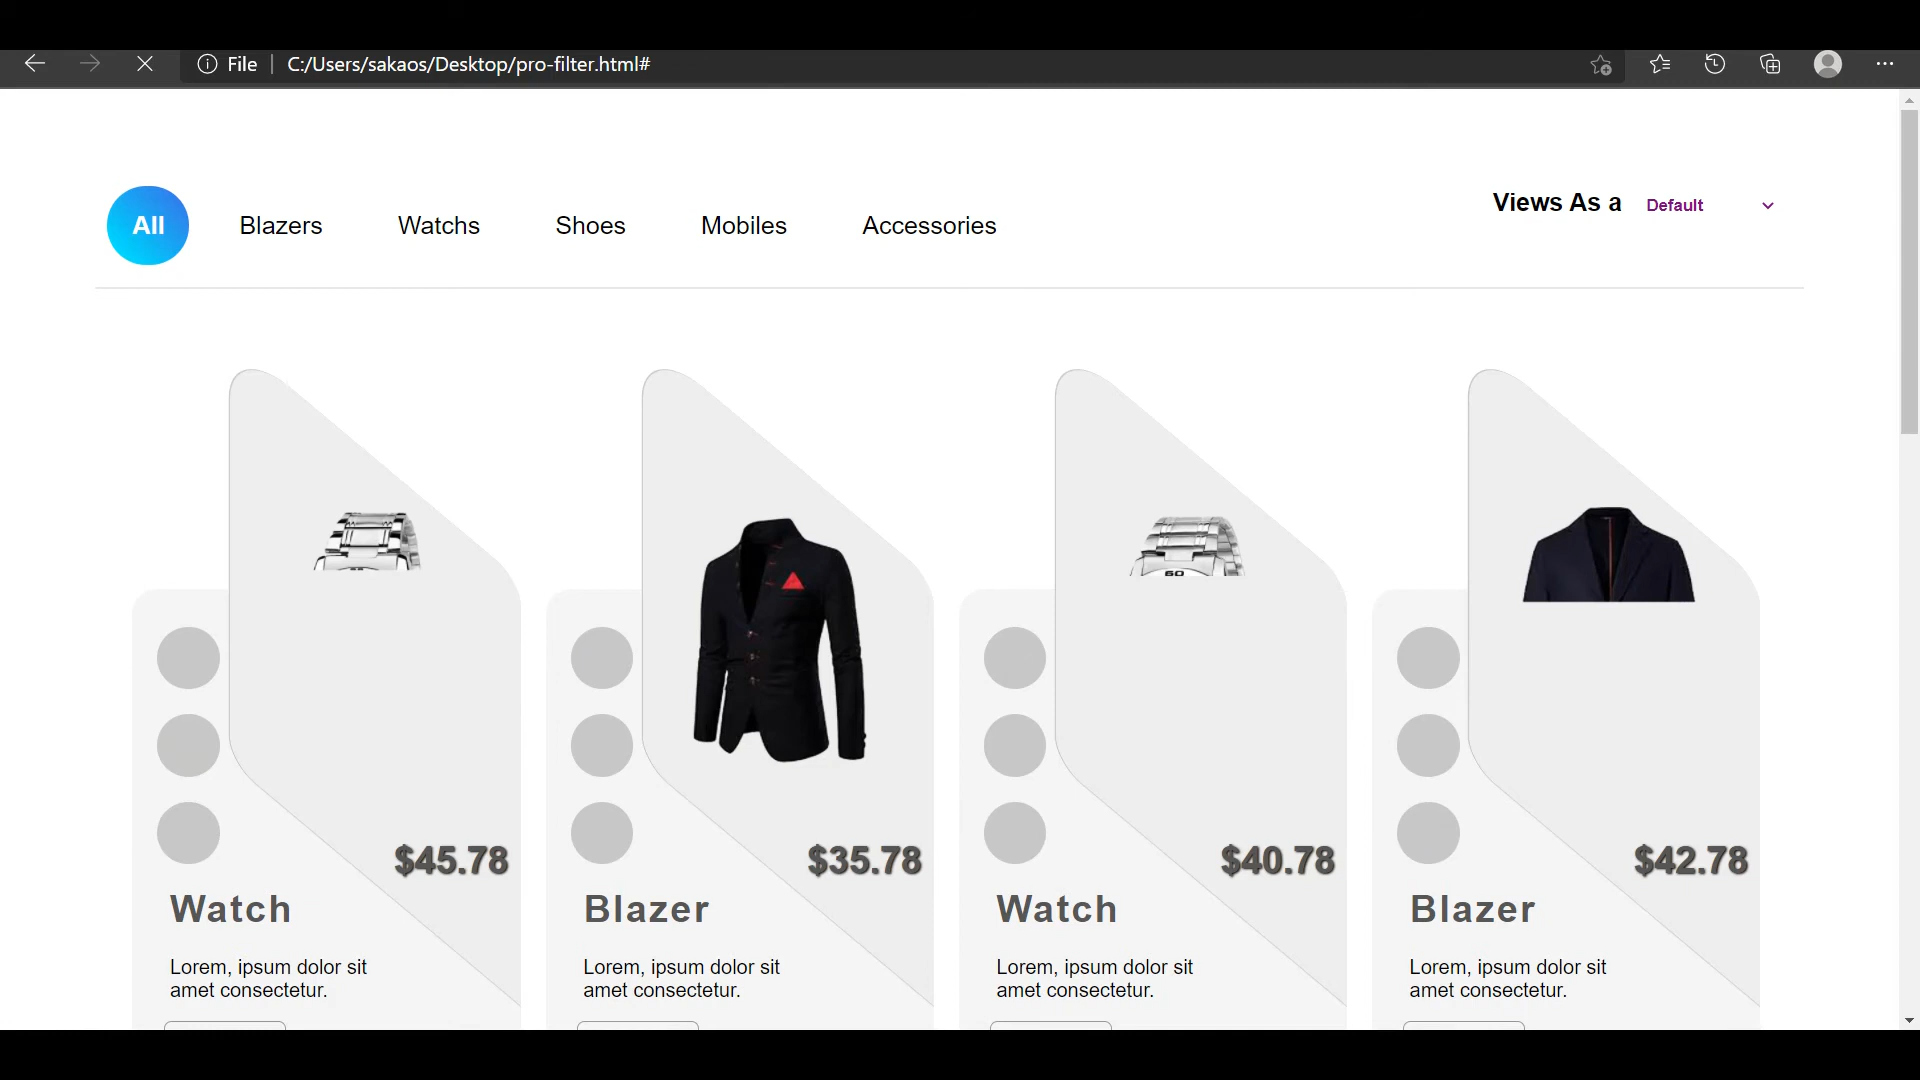 File
C:/Users/sakaos/Desktop/pro-filter.html#
All
Blazers
Watchs
Shoes
Mobiles
Accessories
Views As a
Default
60
$45.78
$35.78
$40.78
$42.78
Watch
Blazer
Watch
Blazer
Lorem, ipsum dolor sit
amet consectetur.
Lorem, ipsum dolor sit
amet consectetur.
Lorem, ipsum dolor sit
amet consectetur.
Lorem, ipsum dolor sit
amet consectetur.